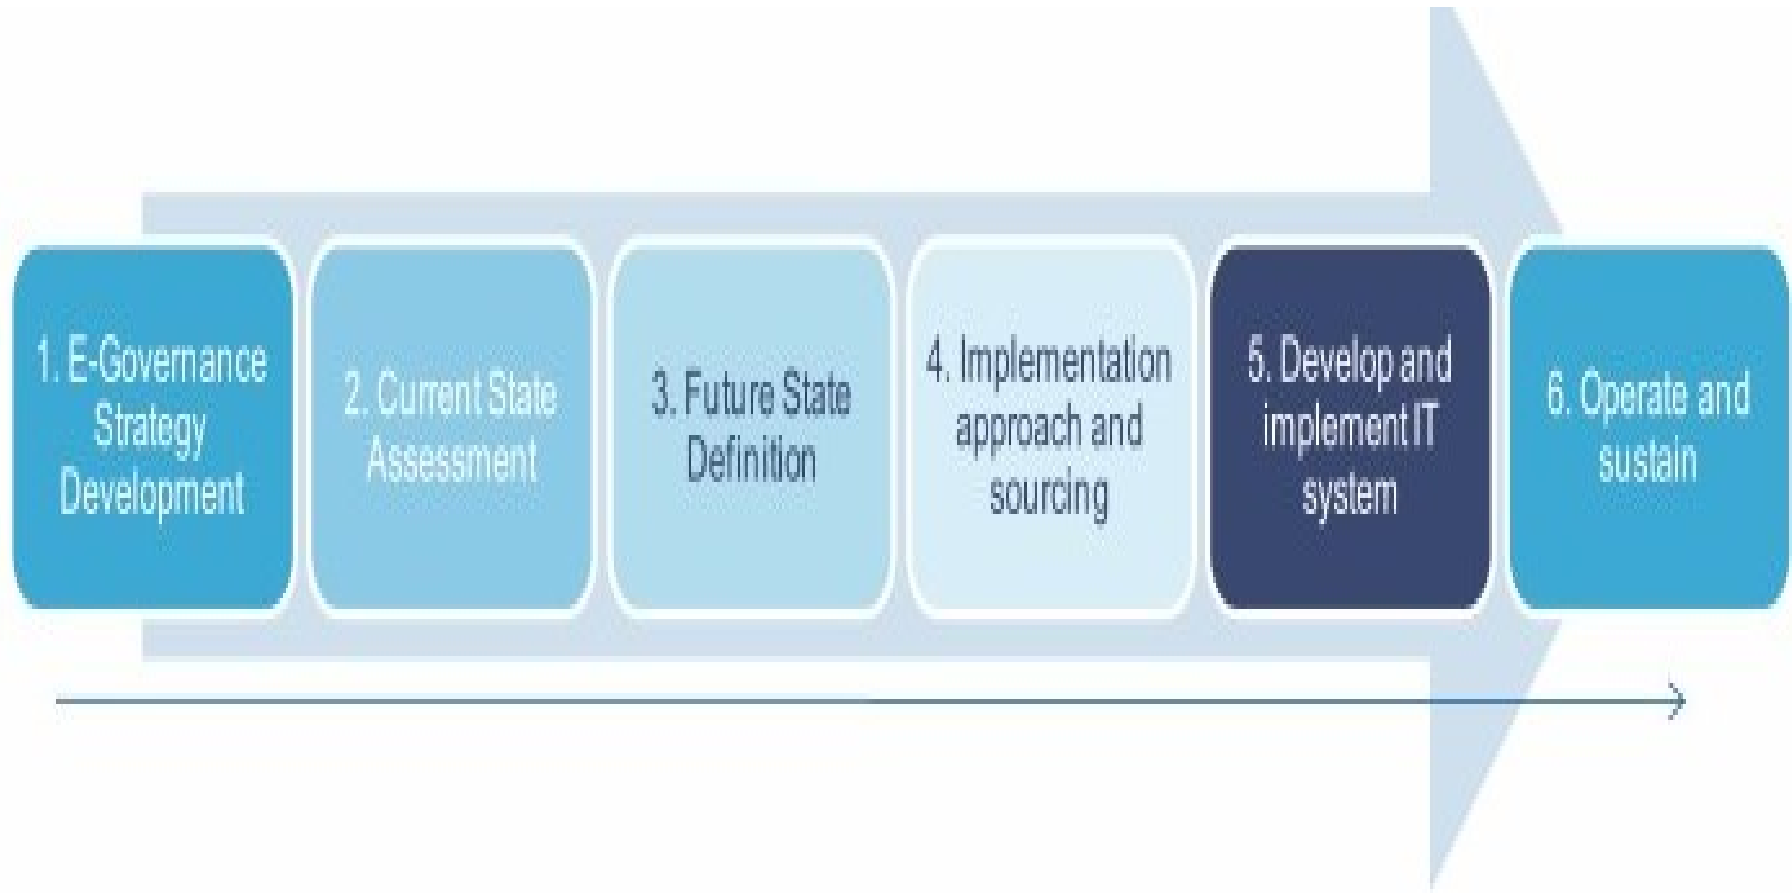 1. E-Governance
Strategy
Development
2. Current State
Assessment
3. Future State
Definition
4. Implementation
approach and
sourcing
5. Develop and
implement IT
system
6. Operate and
sustain